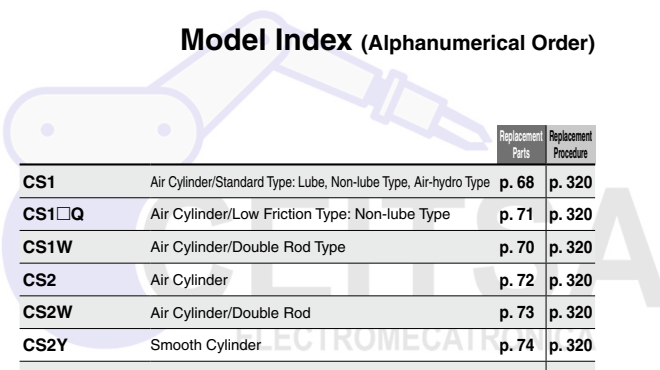 Model Index (Alphanumerical Order)
Replacement Parts Replacement Procedure
CS1 Air Cylinder/Standard Type: Lube, Non-lube Type, Air-hydro Type p. 68 p. 320
CS1□Q Air Cylinder/Low Friction Type: Non-lube Type p. 71 p. 320
CS1W Air Cylinder/Double Rod Type p. 70 p. 320
CS2 Air Cylinder p. 72 p. 320
CS2W Air Cylinder/Double Rod p. 73 p. 320
CS2Y Smooth Cylinder p. 74 p. 320
CEITSA
ELECTROMECATRONICA